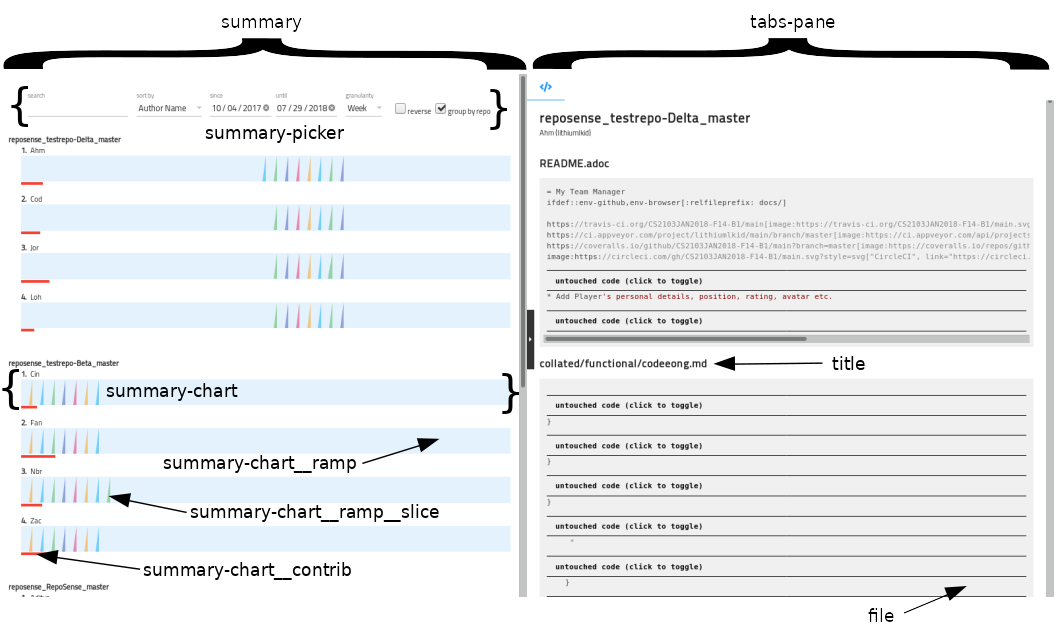 summary
tabs-pane
search
sort by
since
until
granularity
Author Name
10/04/2017
07/29/2018
Week
reverse
group by repo
summary-picker
reposense_testrepo-Delta_master
1. Ahm
2. Cod
3. Jor
4. Loh
reposense_testrepo-Beta_master
1. Cin
summary-chart
2. Fan
summary-chart__ramp
3. Nbr
summary-chart__ramp__slice
4. Zac
summary-chart__contrib
reposense_RepoSense_master
</>
reposense_testrepo-Delta_master
Ahm (lithiumlkid)
README.adoc
= My Team Manager
ifdef::env-github,env-browser[:relfileprefix: docs/]
https://travis-ci.org/CS2103JAN2018-F14-B1/main[image:https://travis-ci.org/CS2103JAN2018-F14-B1/main.svg
https://ci.appveyor.com/project/lithiumlkid/main/branch/master[image:https://ci.appveyor.com/api/projects
https://coveralls.io/github/CS2103JAN2018-F14-B1/main?branch=master[image:https://coveralls.io/repos/gith
image:https://circleci.com/gh/CS2103JAN2018-F14-B1/main.svg?style=svg["CircleCI", link="https://circleci.
untouched code (click to toggle)
* Add Player's personal details, position, rating, avatar etc.
untouched code (click to toggle)
collated/functional/codeeong.md
title
untouched code (click to toggle)
}
untouched code (click to toggle)
}
untouched code (click to toggle)
}
untouched code (click to toggle)
*
untouched code (click to toggle)
}
file